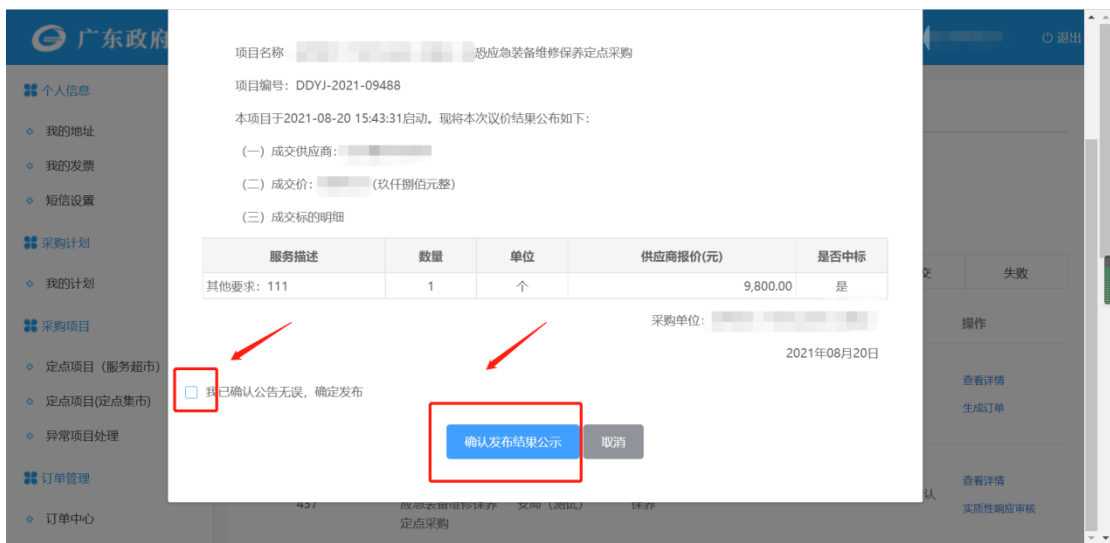 广东政府
退出
个人信息
我的地址
我的发票
短信设置
采购计划
我的计划
采购项目
定点项目（服务超市）
定点项目(定点集市)
异常项目处理
订单管理
订单中心
项目名称 恐应急装备维修保养定点采购
项目编号：DDYJ-2021-09488
本项目于2021-08-20 15:43:31启动。现将本次议价结果公布如下：
（一）成交供应商：
（二）成交价： (玖仟捌佰元整)
（三）成交标的明细
服务描述 数量 单位 供应商报价(元) 是否中标
其他要求：111 1 个 9,800.00 是
采购单位：
2021年08月20日
我已确认公告无误，确定发布
确认发布结果公示 取消
交 失败
操作
查看详情
生成订单
查看详情
认
实质性响应审核
457 应急装备维修保养 安局（测试） 保养
定点采购